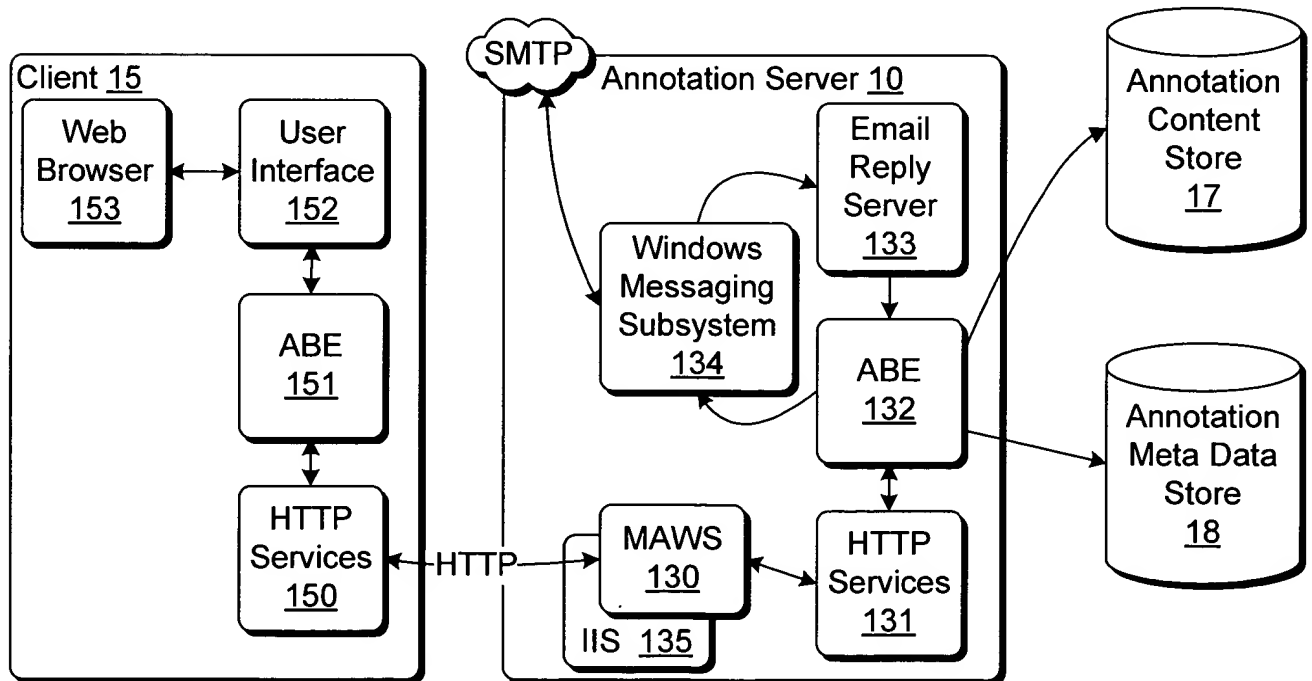 Client 15
Web
Browser
153
User
Interface
152
ABE
151
HTTP
Services
150
HTTP
SMTP
Annotation Server 10
Email
Reply
Server
133
Windows
Messaging
Subsystem
134
ABE
132
MAWS
130
IIS 135
HTTP
Services
131
Annotation
Content
Store
17
Annotation
Meta Data
Store
18